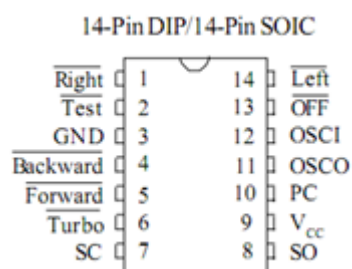 14-Pin DIP/14-Pin SOIC
Right 1 14 Left
Test 2 13 OFF
GND 3 12 OSCI
Backward 4 11 OSCO
Forward 5 10 PC
Turbo 6 9 VCC
SC 7 8 SO